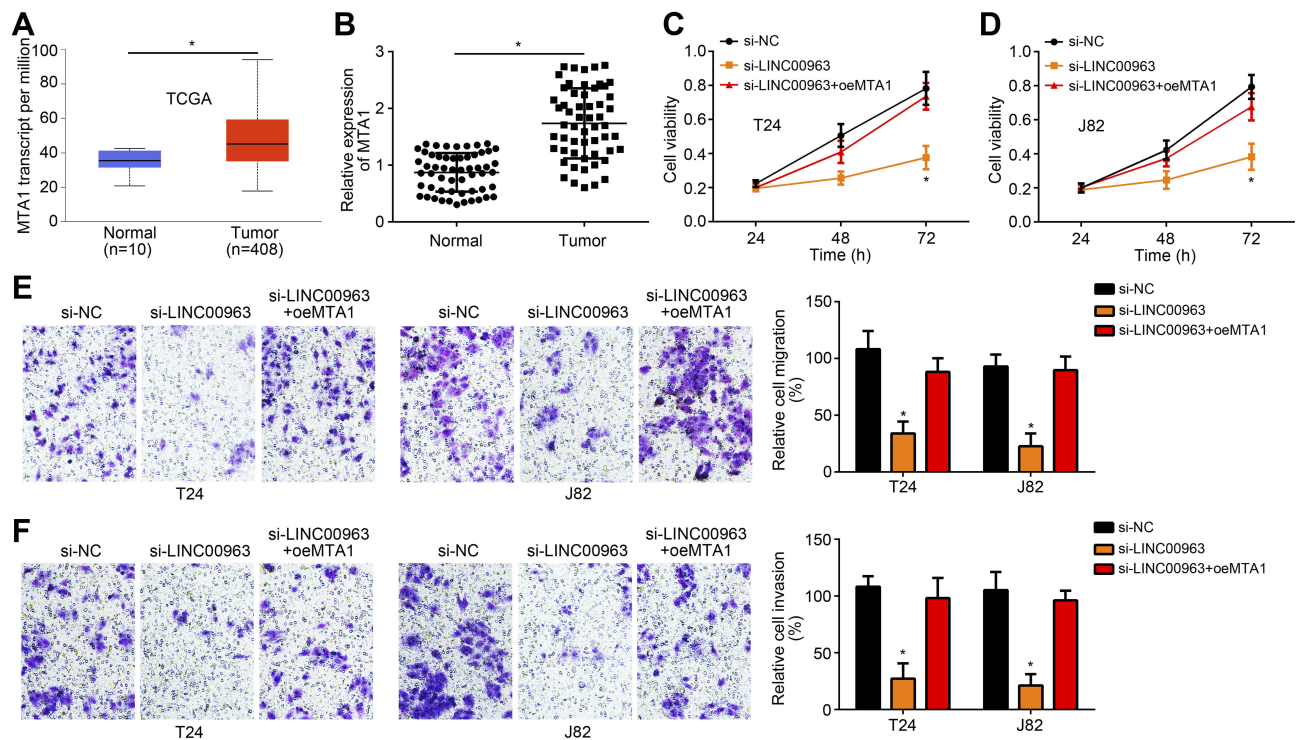 A
MTA1 transcript per million
100
80
60
40
20
0
*
TCGA
Normal
(n=10)
Tumor
(n=408)
B
Relative expression
of MTA1
3
2
1
0
*
Normal
Tumor
C
si-NC
si-LINC00963
si-LINC00963+oeMTA1
Cell viability
1.0
0.8
0.6
0.4
0.2
0.0
T24
*
24
48
72
Time (h)
D
si-NC
si-LINC00963
si-LINC00963+oeMTA1
Cell viability
1.0
0.8
0.6
0.4
0.2
0.0
J82
*
24
48
72
Time (h)
E
si-NC
si-LINC00963
si-LINC00963
+oeMTA1
T24
si-NC
si-LINC00963
si-LINC00963
+oeMTA1
J82
Relative cell migration
(%)
150
100
50
0
*
*
T24
J82
si-NC
si-LINC00963
si-LINC00963+oeMTA1
F
si-NC
si-LINC00963
si-LINC00963
+oeMTA1
T24
si-NC
si-LINC00963
si-LINC00963
+oeMTA1
J82
Relative cell invasion
(%)
150
100
50
0
*
*
T24
J82
si-NC
si-LINC00963
si-LINC00963+oeMTA1